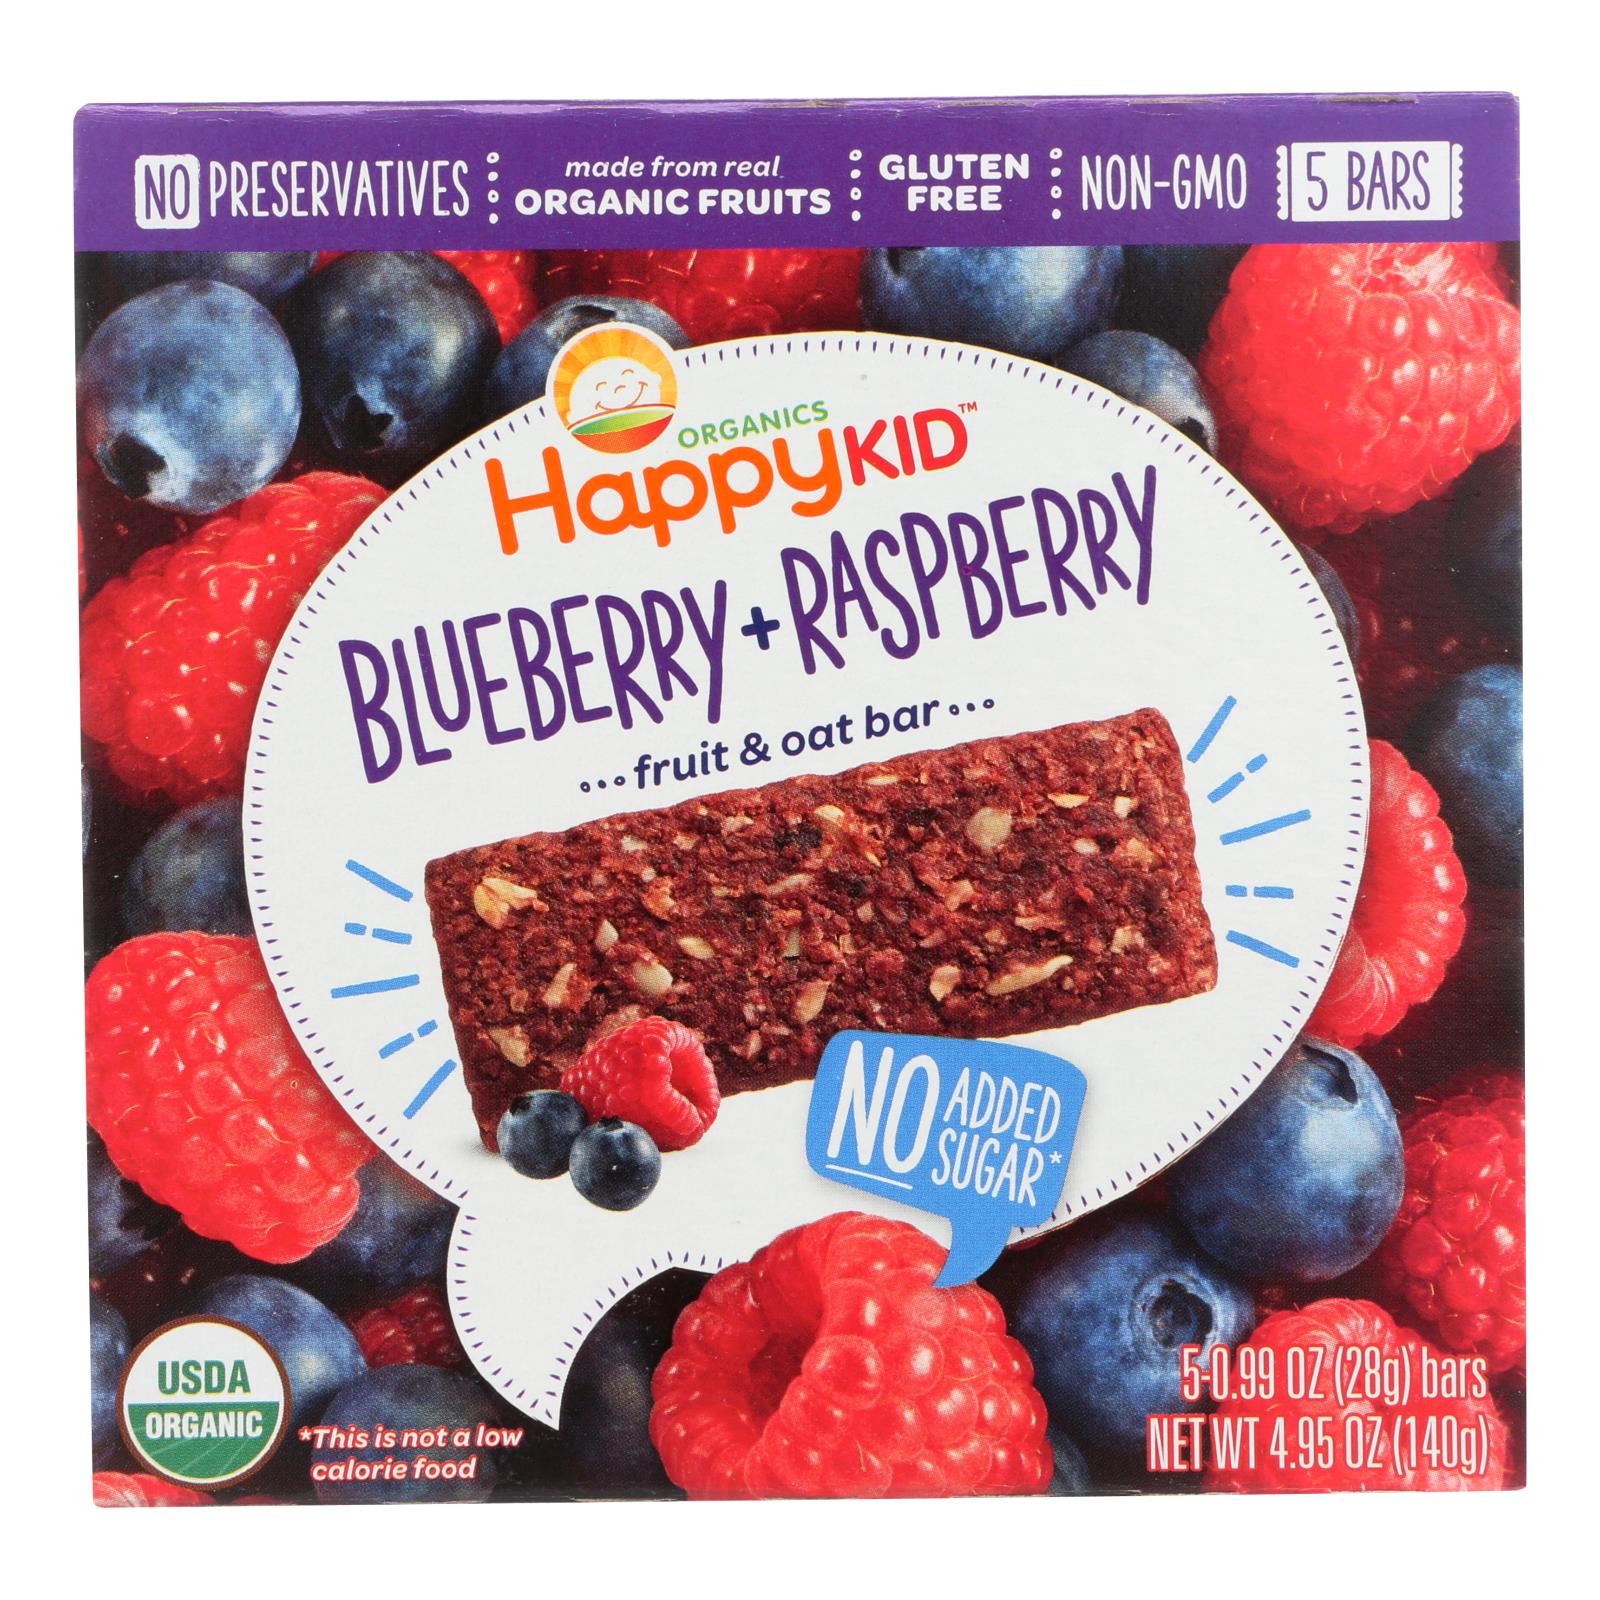 NO PRESERVATIVES
made from real
ORGANIC FRUITS
GLUTEN
FREE
NON-GMO
5 BARS
ORGANICS
HappyKID™
BLUEBERRY + RASPBERRY
...fruit & oat bar...
NO ADDED
SUGAR*
USDA
ORGANIC
*This is not a low
calorie food
5-0.99 OZ (28g) bars
NET WT 4.95 OZ (140g)